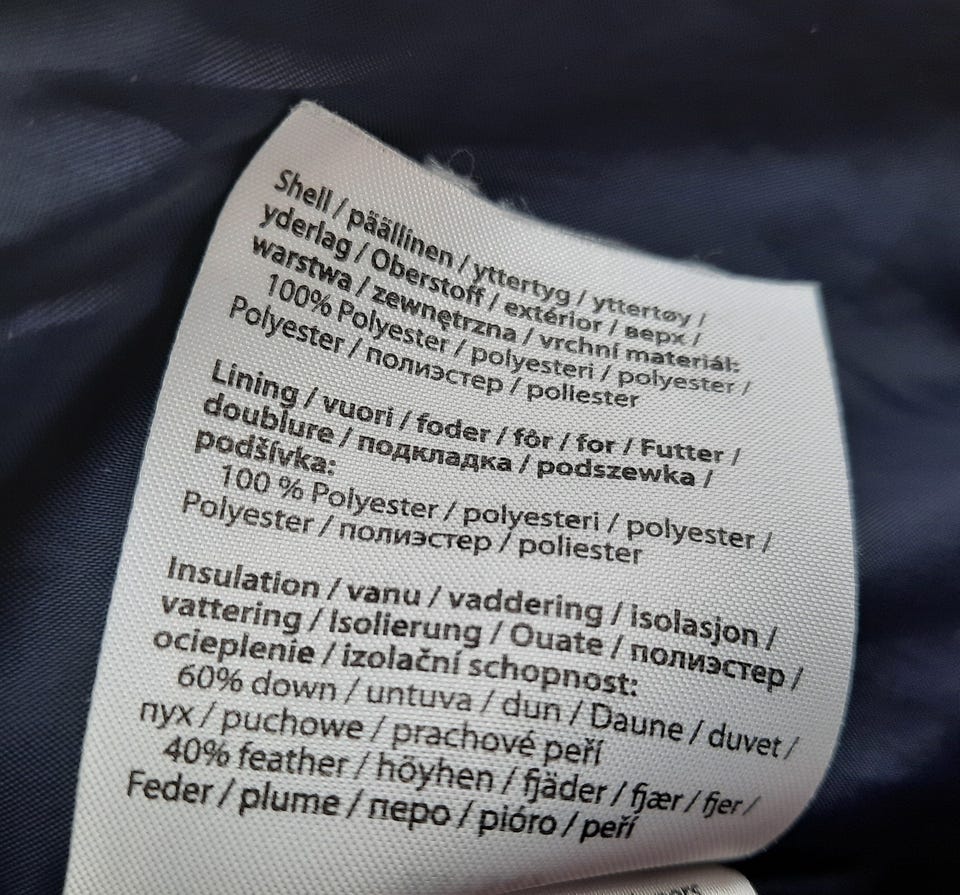 Shell / päällinen / yttertyg / yttertøy /
yderlag / Oberstoff / extérior / верх /
warstwa / zewnętrzna / vrchní materiál:
100% Polyester / polyesteri / polyester /
Polyester / полиэстер / poliester
Lining / vuori / foder / fôr / for / Futter /
doublure / подкладка / podszewka /
podšívka:
100 % Polyester / polyesteri / polyester /
Polyester / полиэстер / poliester
Insulation / vanu / vaddering / isolasjon /
vattering / Isolierung / Ouate / полиэстер /
ocieplenie / izolační schopnost:
60% down / untuva / dun / Daune / duvet /
пух / puchowe / prachové peří
40% feather / höyhen / fjäder / fjær / fjer /
Feder / plume / перо / pióro / peří